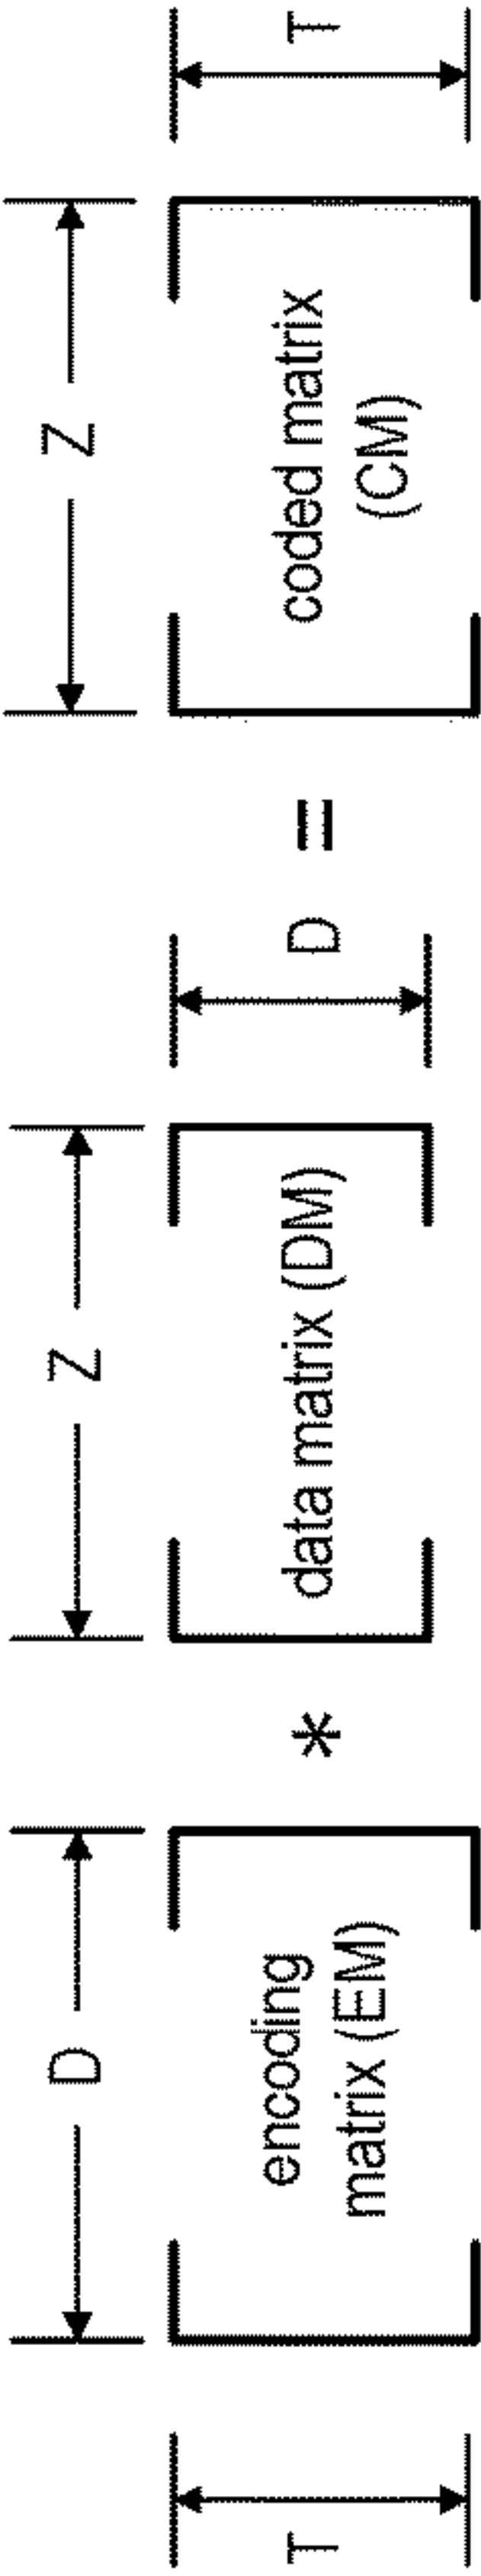 T
D
encoding
matrix (EM)
*
Z
data matrix (DM)
D
=
Z
coded matrix
(CM)
T